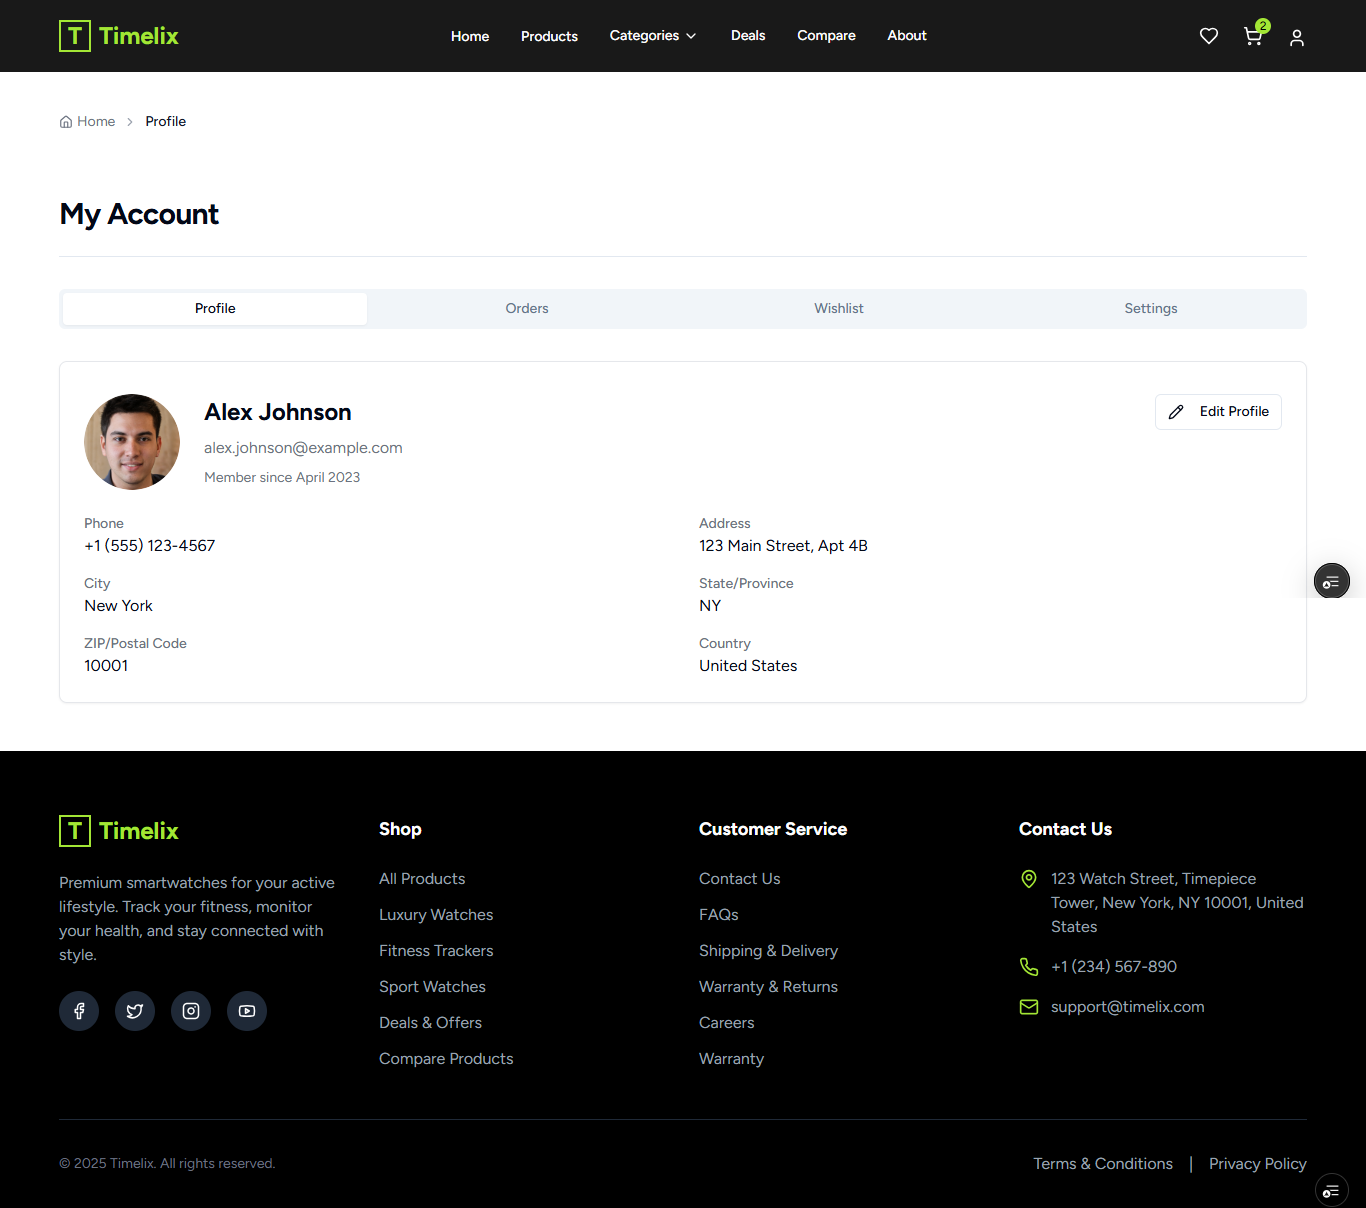 T Timelix
Home
Products
Categories
Deals
Compare
About
2
Home
Profile
My Account
Profile
Orders
Wishlist
Settings
Alex Johnson
Edit Profile
alex.johnson@example.com
Member since April 2023
Phone
+1 (555) 123-4567
Address
123 Main Street, Apt 4B
City
New York
State/Province
NY
ZIP/Postal Code
10001
Country
United States
T Timelix
Premium smartwatches for your active
lifestyle. Track your fitness, monitor
your health, and stay connected with
style.
Shop
All Products
Luxury Watches
Fitness Trackers
Sport Watches
Deals & Offers
Compare Products
Customer Service
Contact Us
FAQs
Shipping & Delivery
Warranty & Returns
Careers
Warranty
Contact Us
123 Watch Street, Timepiece
Tower, New York, NY 10001, United
States
+1 (234) 567-890
support@timelix.com
© 2025 Timelix. All rights reserved.
Terms & Conditions | Privacy Policy